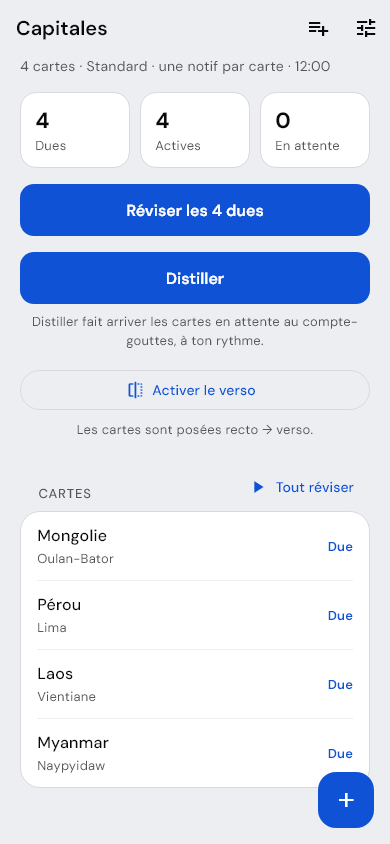 Capitales
4 cartes · Standard · une notif par carte · 12:00
4
Dues
4
Actives
0
En attente
Réviser les 4 dues
Distiller
Distiller fait arriver les cartes en attente au compte-
gouttes, à ton rythme.
Activer le verso
Les cartes sont posées recto → verso.
CARTES
Tout réviser
Mongolie
Oulan-Bator
Due
Pérou
Lima
Due
Laos
Vientiane
Due
Myanmar
Naypyidaw
Due
+